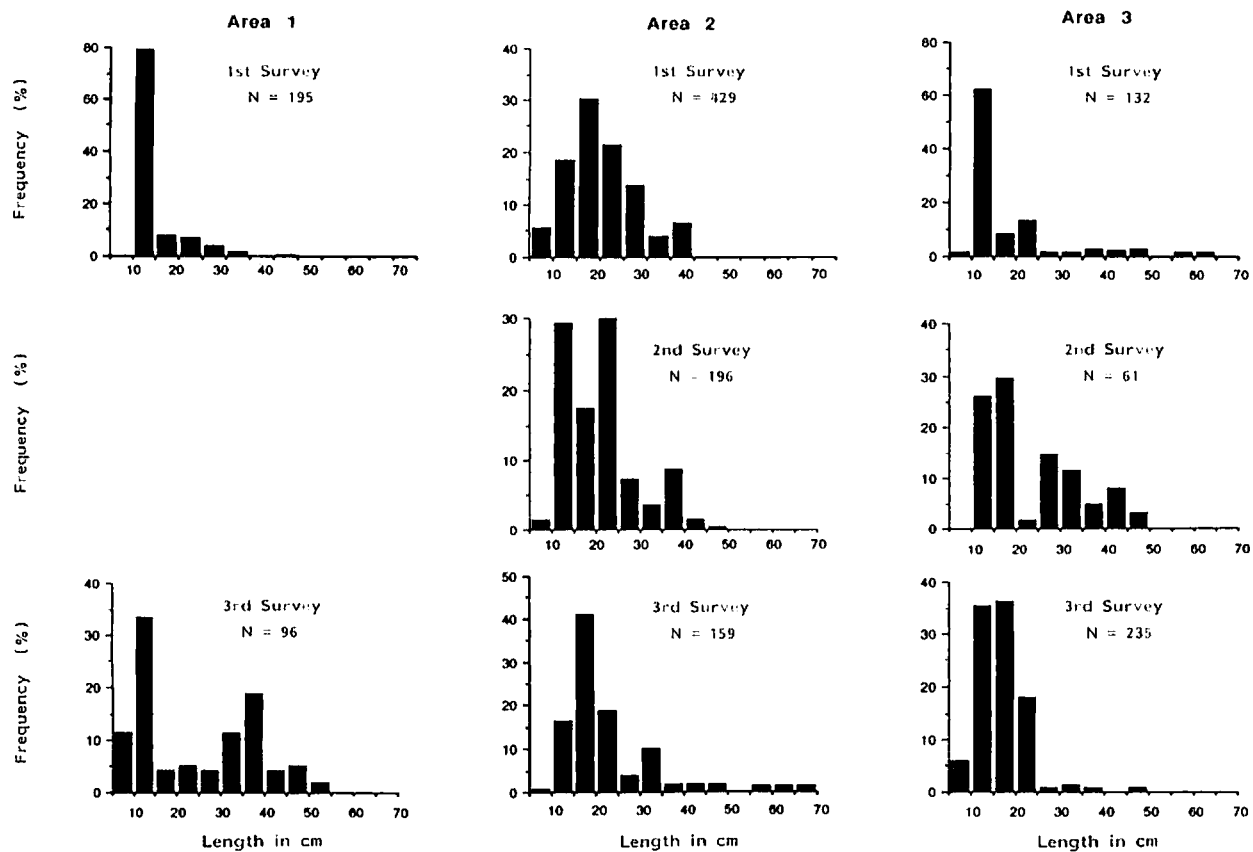 Area 1
Area 2
Area 3
Frequency (%)
80
60
40
20
0
1st Survey
N = 195
10 20 30 40 50 60 70
40
30
20
10
0
1st Survey
N = 429
10 20 30 40 50 60 70
80
60
40
20
0
1st Survey
N = 132
10 20 30 40 50 60 70
Frequency (%)
30
20
10
0
2nd Survey
N - 196
10 20 30 40 50 60 70
40
30
20
10
0
2nd Survey
N = 61
10 20 30 40 50 60 70
Frequency (%)
40
30
20
10
0
3rd Survey
N = 96
10 20 30 40 50 60 70
Length in cm
50
40
30
20
10
0
3rd Survey
N = 159
10 20 30 40 50 60 70
Length in cm
40
30
20
10
0
3rd Survey
10 20 30 40 50 60 70
Length in cm